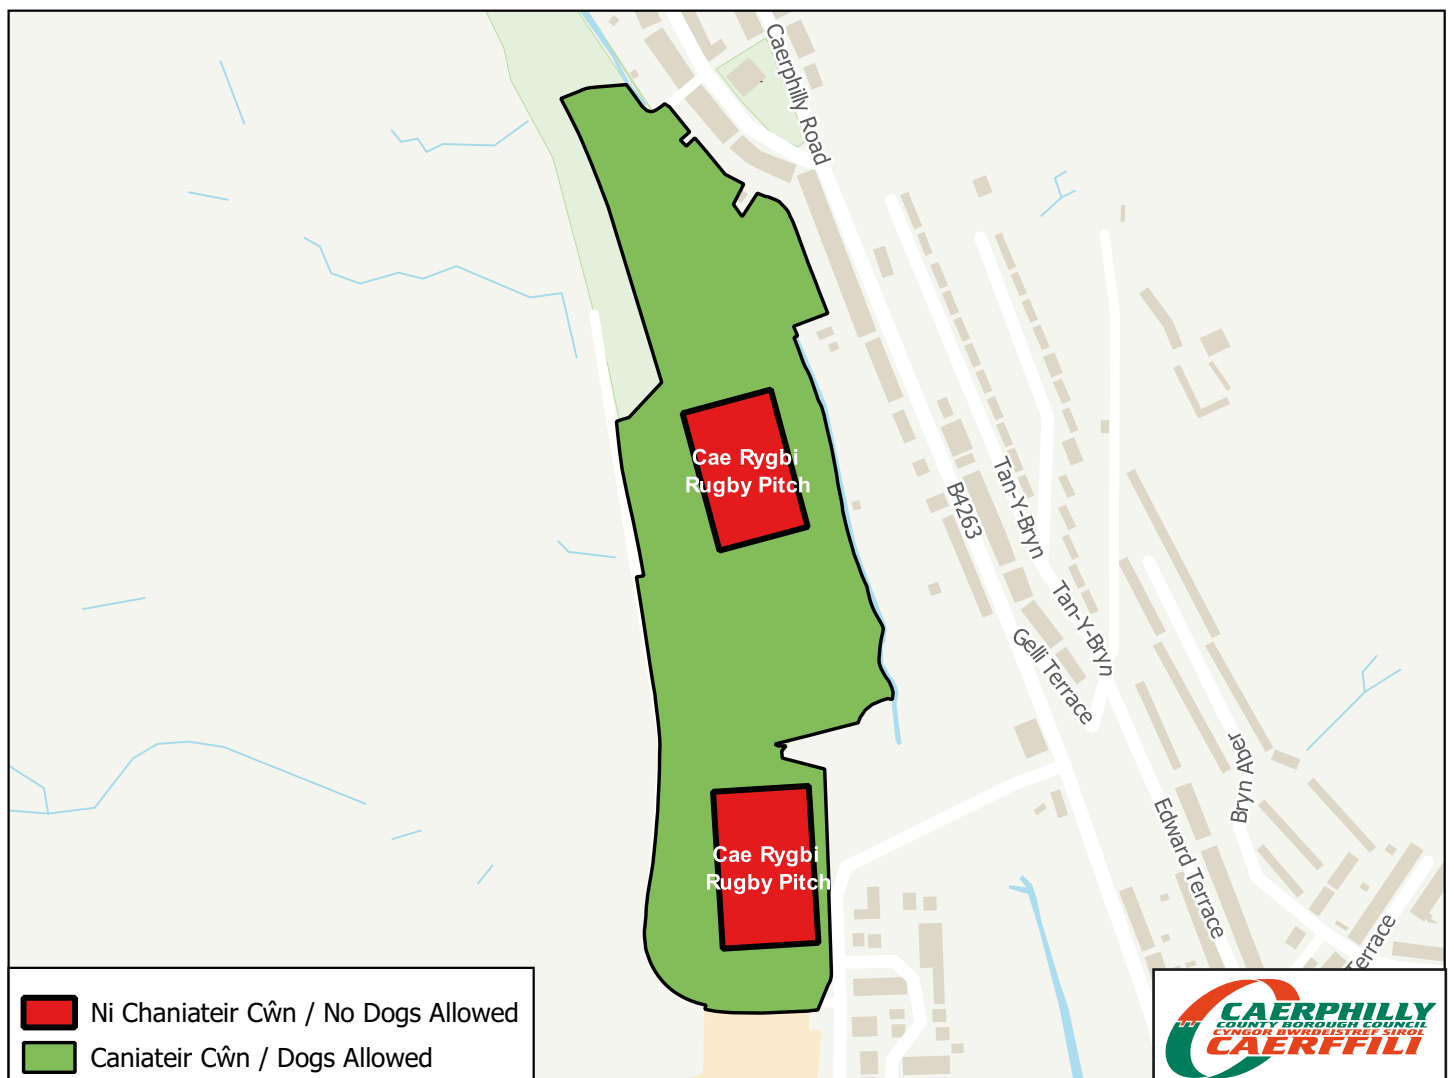 Caerphilly Road
Cae Rygbi
Rugby Pitch
B4263
Tan-Y-Bryn
Tan-Y-Bryn
Gelli Terrace
Bryn Aber
Edward Terrace
Terrace
Cae Rygbi
Rugby Pitch
Ni Chaniateir Cŵn / No Dogs Allowed
Caniateir Cŵn / Dogs Allowed
CAERPHILLY
COUNTY BOROUGH COUNCIL
CYNGOR BWRDEISTREF SIROL
CAERFFILI